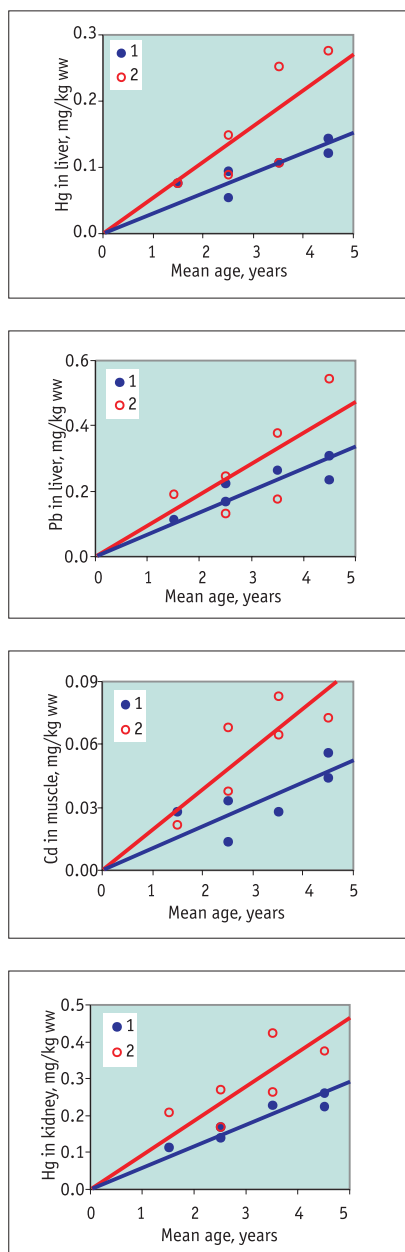 0.3
1
2
0.2
0.1
0.0
Hg in liver, mg/kg ww
0 1 2 3 4 5
Mean age, years
0.6
1
2
0.4
0.2
0.0
Pb in liver, mg/kg ww
0 1 2 3 4 5
Mean age, years
0.09
1
2
0.06
0.03
0.00
Cd in muscle, mg/kg ww
0 1 2 3 4 5
Mean age, years
0.5
1
2
0.4
0.3
0.2
0.1
0.0
Hg in kidney, mg/kg ww
0 1 2 3 4 5
Mean age, years